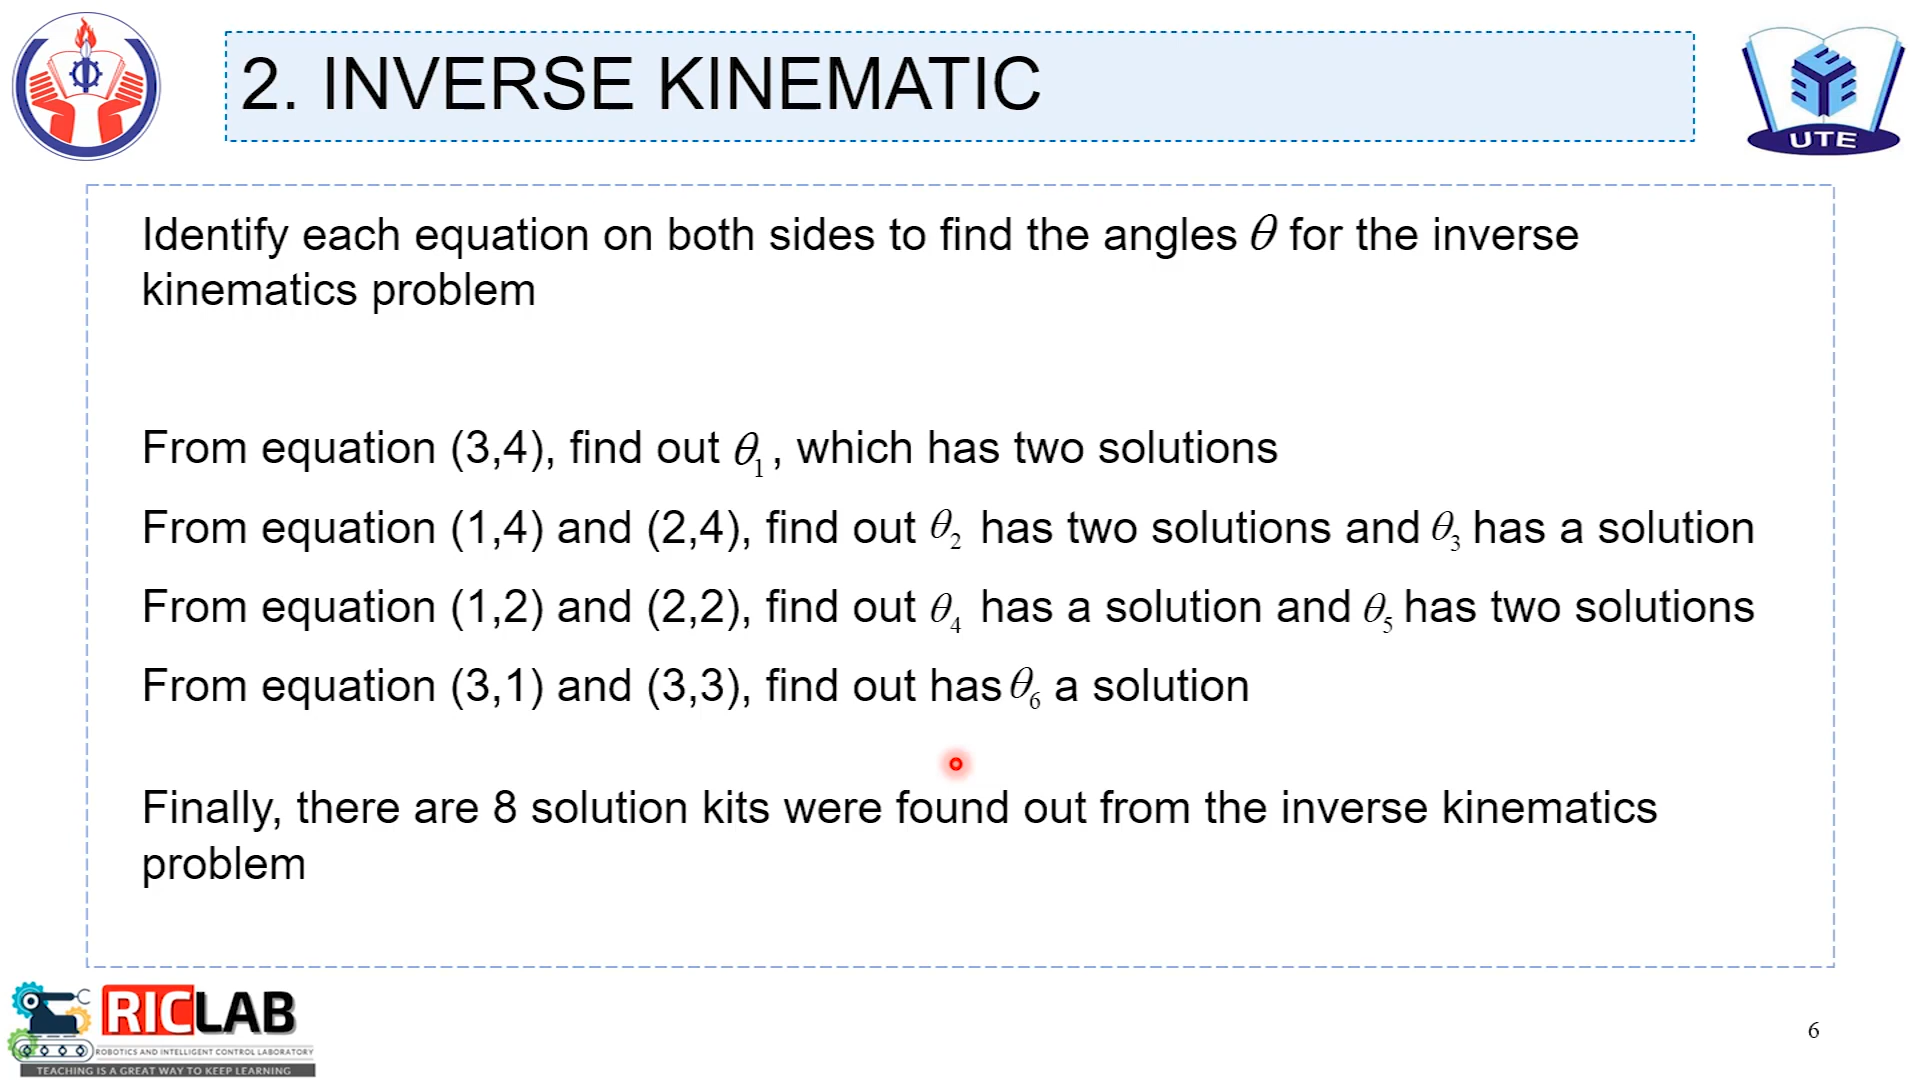 2. INVERSE KINEMATIC
UTE
Identify each equation on both sides to find the angles θ for the inverse
kinematics problem
From equation (3,4), find out θ₁, which has two solutions
From equation (1,4) and (2,4), find out θ₂ has two solutions and θ₃ has a solution
From equation (1,2) and (2,2), find out θ₄ has a solution and θ₅ has two solutions
From equation (3,1) and (3,3), find out has θ₆ a solution
Finally, there are 8 solution kits were found out from the inverse kinematics
problem
RICLAB
ROBOTICS AND INTELLIGENT CONTROL LABORATORY
TEACHING IS A GREAT WAY TO KEEP LEARNING
6